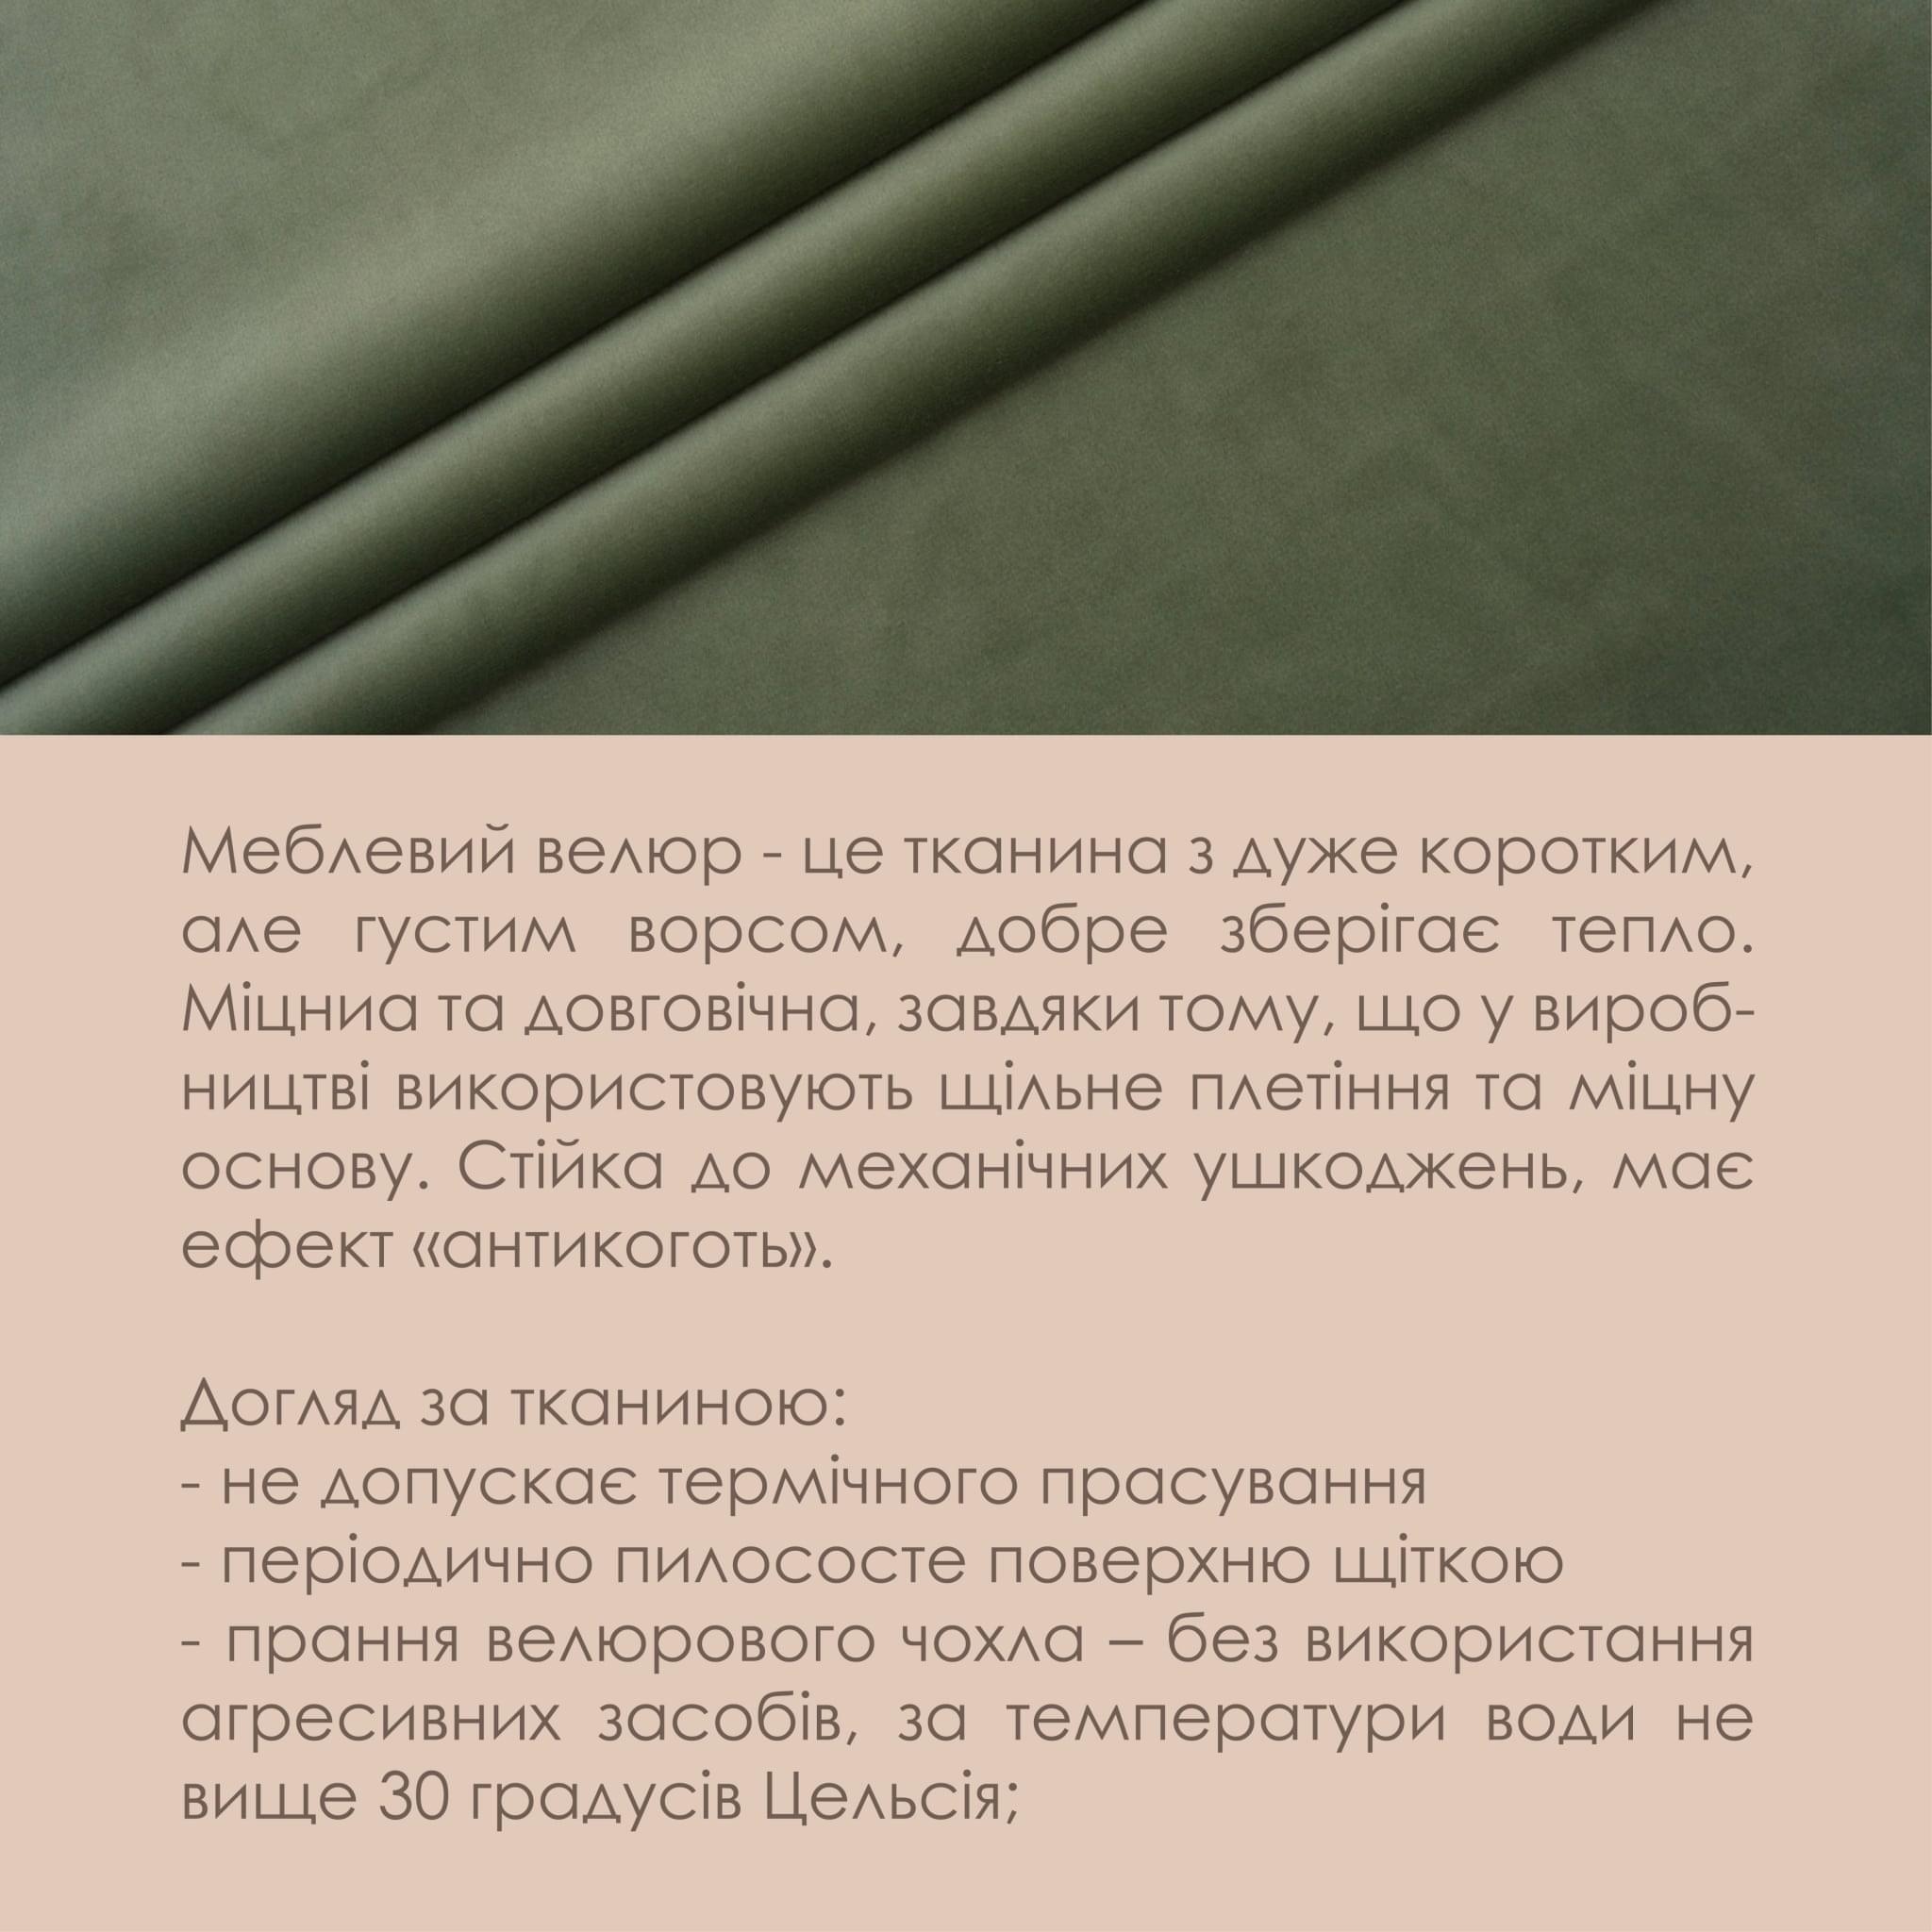 Меблевий велюр - це тканина з дуже коротким,
але густим ворсом, добре зберігає тепло.
Міцниа та довговічна, завдяки тому, що у вироб-
ництві використовують щільне плетіння та міцну
основу. Стійка до механічних ушкоджень, має
ефект «антикоготь».
Догляд за тканиною:
- не допускає термічного прасування
- періодично пилососте поверхню щіткою
- прання велюрового чохла – без використання
агресивних засобів, за температури води не
вище 30 градусів Цельсія;